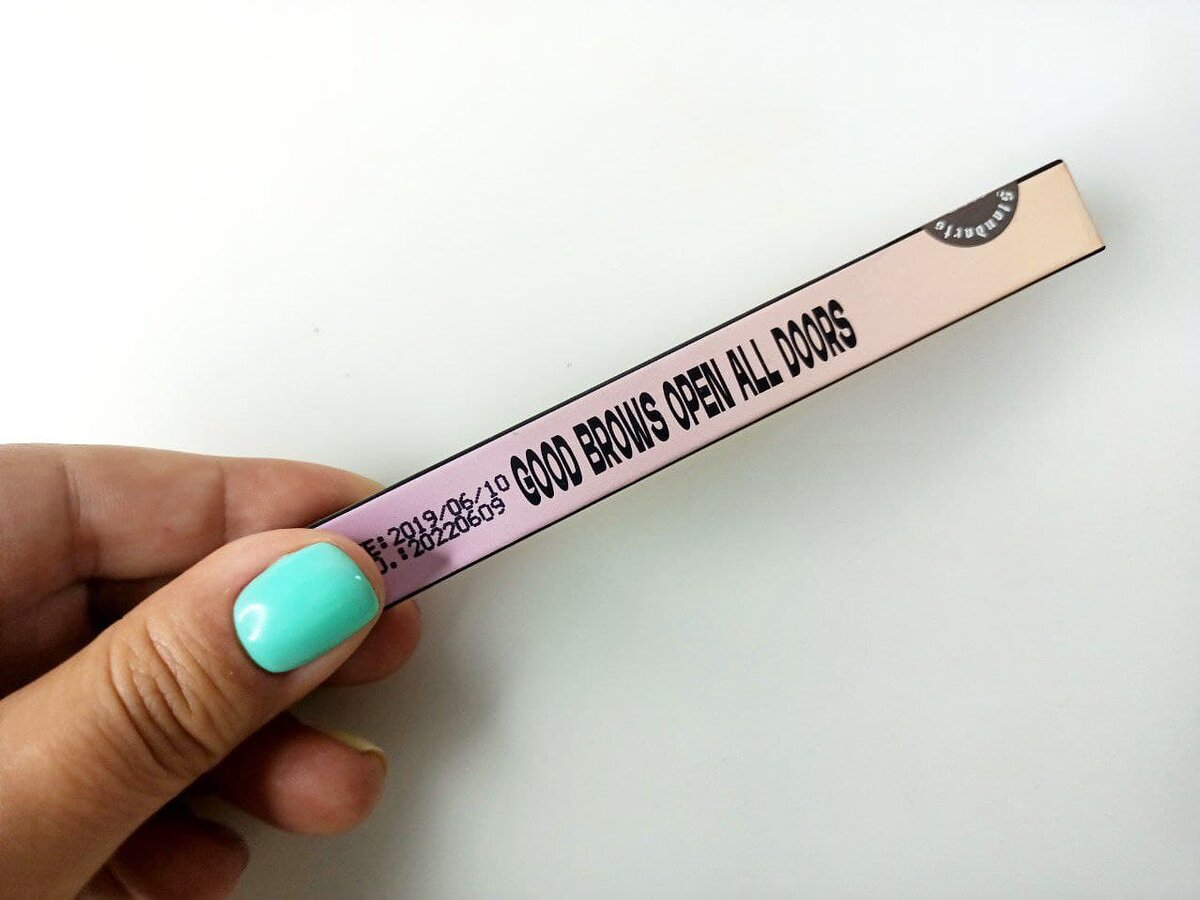 E:2019/06/10
D.:20220609
GOOD BROWS OPEN ALL DOORS